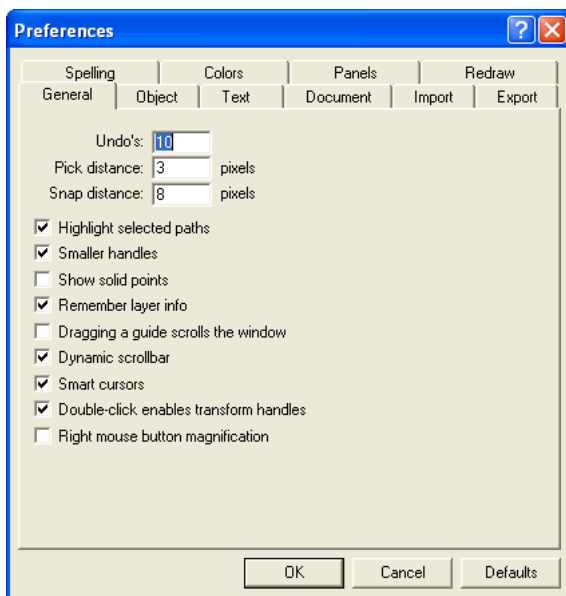 Preferences
Spelling Colors Panels Redraw
General Object Text Document Import Export
Undo's: 10
Pick distance: 3 pixels
Snap distance: 8 pixels
Highlight selected paths
Smaller handles
Show solid points
Remember layer info
Dragging a guide scrolls the window
Dynamic scrollbar
Smart cursors
Double-click enables transform handles
Right mouse button magnification
OK Cancel Defaults